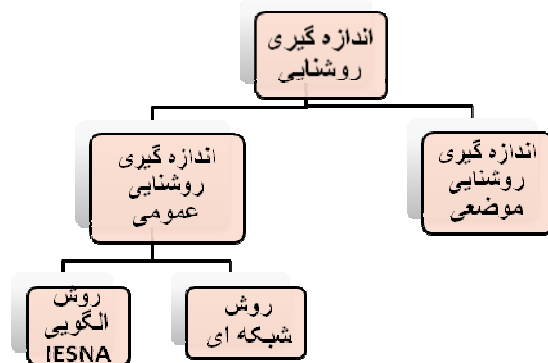 اندازه گیری
روشنایی
اندازه گیری
روشنایی
موضعی
اندازه گیری
روشنایی
عمومی
روش
شبکه ای
روش
الگویی
IESNA